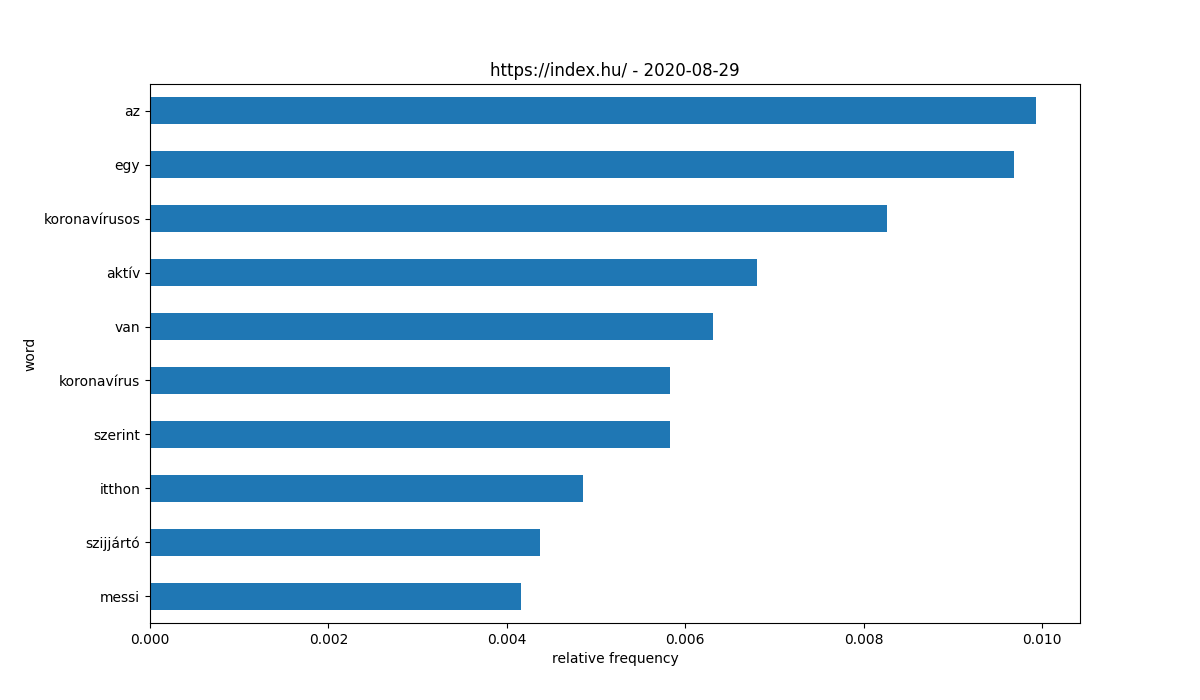 https://index.hu/ - 2020-08-29
az
egy
koronavírusos
aktív
van
koronavírus
szerint
itthon
szijjártó
messi
word
0.000 0.002 0.004 0.006 0.008 0.010
relative frequency